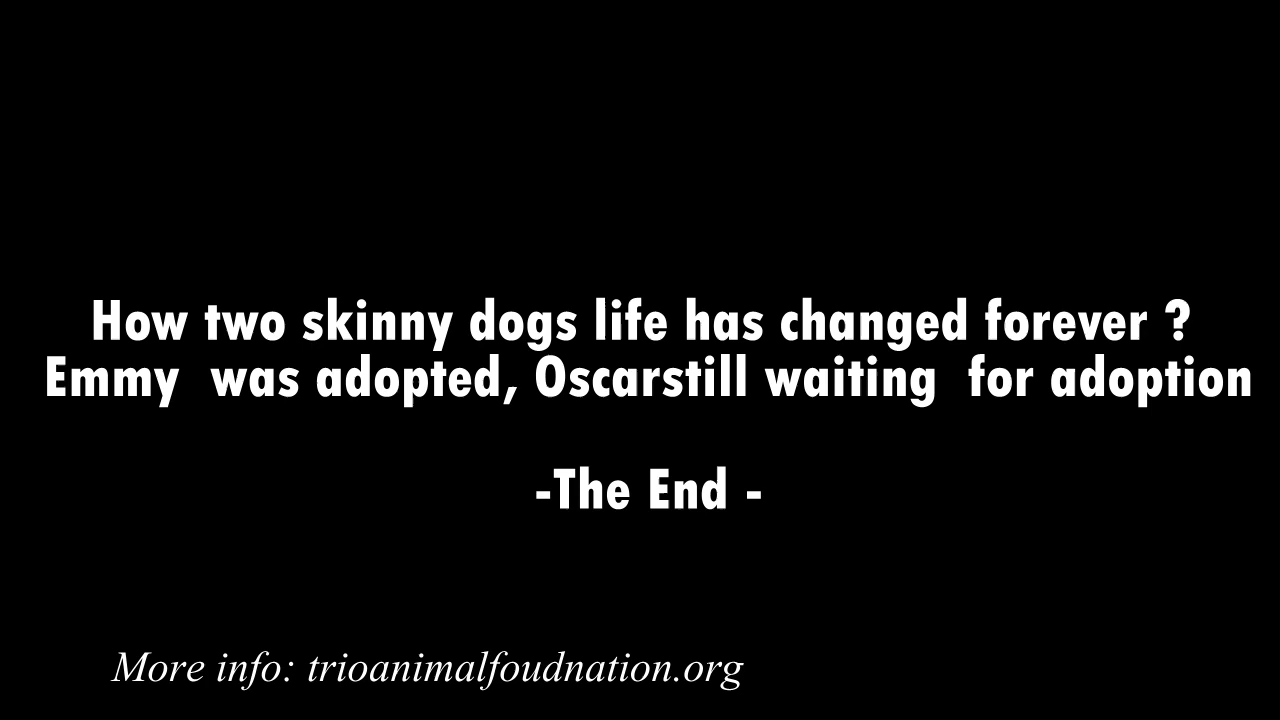 How two skinny dogs life has changed forever ?
Emmy  was adopted, Oscarstill waiting  for adoption
-The End -
More info: trioanimalfoudnation.org